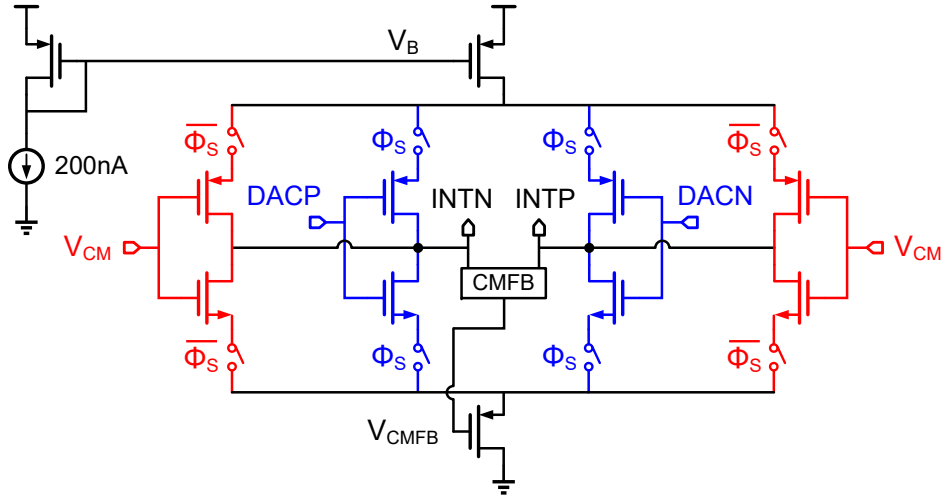 V_B
Φ̅_S
Φ_S
Φ_S
Φ̅_S
200nA
DACP
INTN
INTP
DACN
V_CM
V_CM
CMFB
Φ̅_S
Φ_S
Φ_S
Φ̅_S
V_CMFB